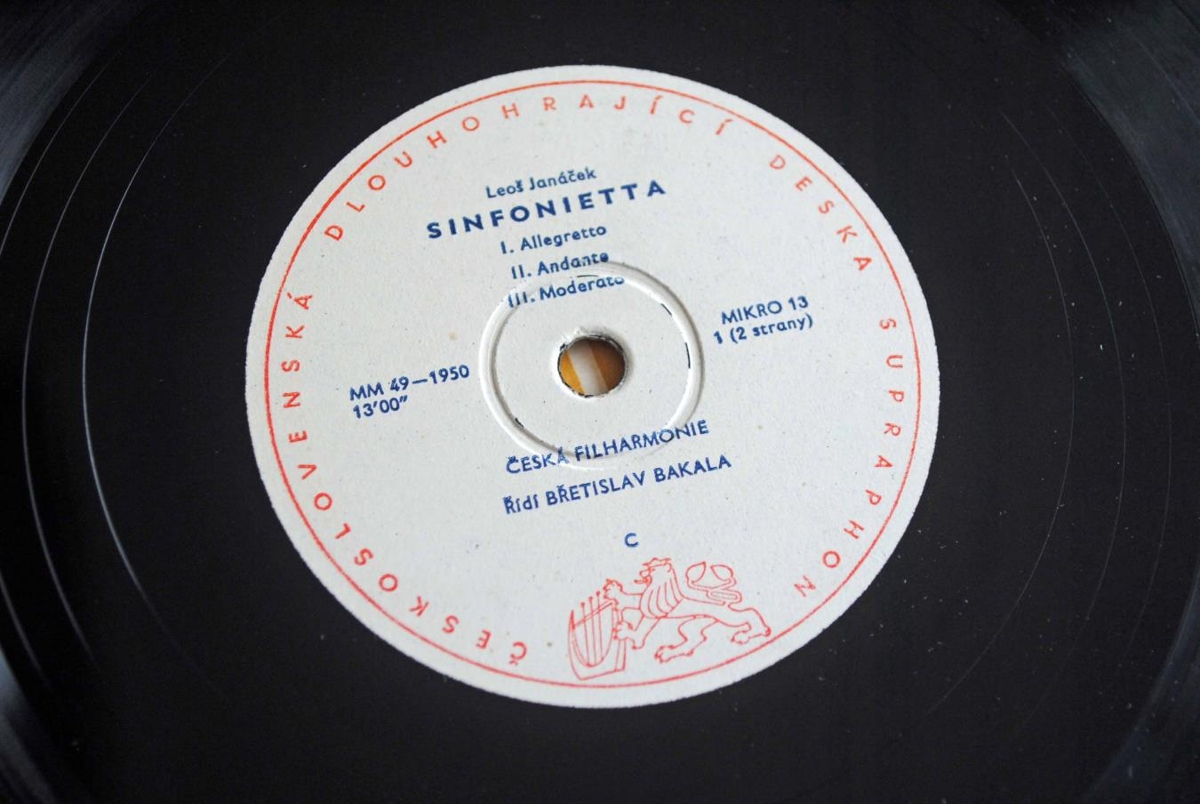 ČESKOSLOVENSKÁ DLOUHOHRAJÍCÍ DESKA SUPRAPHON
Leoš Janáček
SINFONIETTA
I. Allegretto
II. Andante
III. Moderato
MIKRO 13
1 (2 strany)
MM 49—1950
13'00"
ČESKÁ FILHARMONIE
Řídí BŘETISLAV BAKALA
C